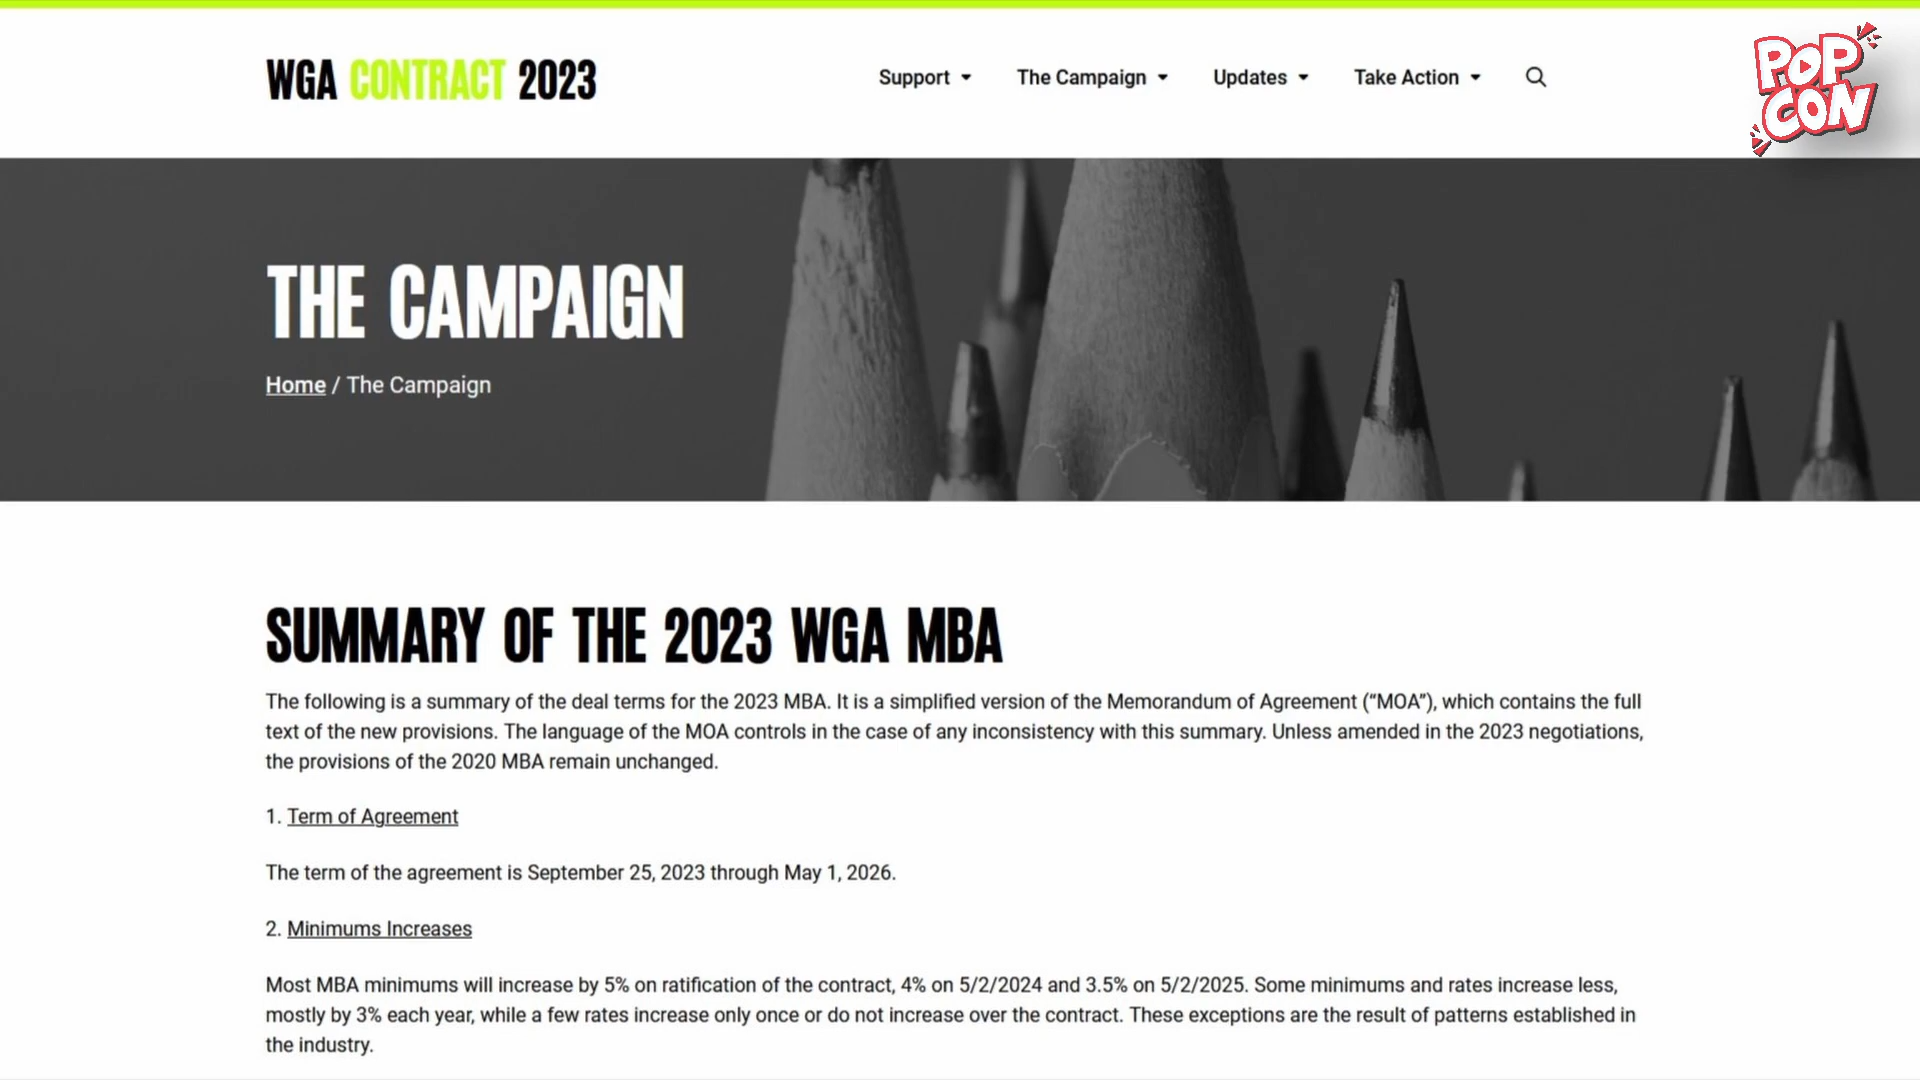 WGA CONTRACT 2023
Support
The Campaign
Updates
Take Action
POP
CON
THE CAMPAIGN
Home / The Campaign
SUMMARY OF THE 2023 WGA MBA
The following is a summary of the deal terms for the 2023 MBA. It is a simplified version of the Memorandum of Agreement (“MOA”), which contains the full
text of the new provisions. The language of the MOA controls in the case of any inconsistency with this summary. Unless amended in the 2023 negotiations,
the provisions of the 2020 MBA remain unchanged.
1. Term of Agreement
The term of the agreement is September 25, 2023 through May 1, 2026.
2. Minimums Increases
Most MBA minimums will increase by 5% on ratification of the contract, 4% on 5/2/2024 and 3.5% on 5/2/2025. Some minimums and rates increase less,
mostly by 3% each year, while a few rates increase only once or do not increase over the contract. These exceptions are the result of patterns established in
the industry.